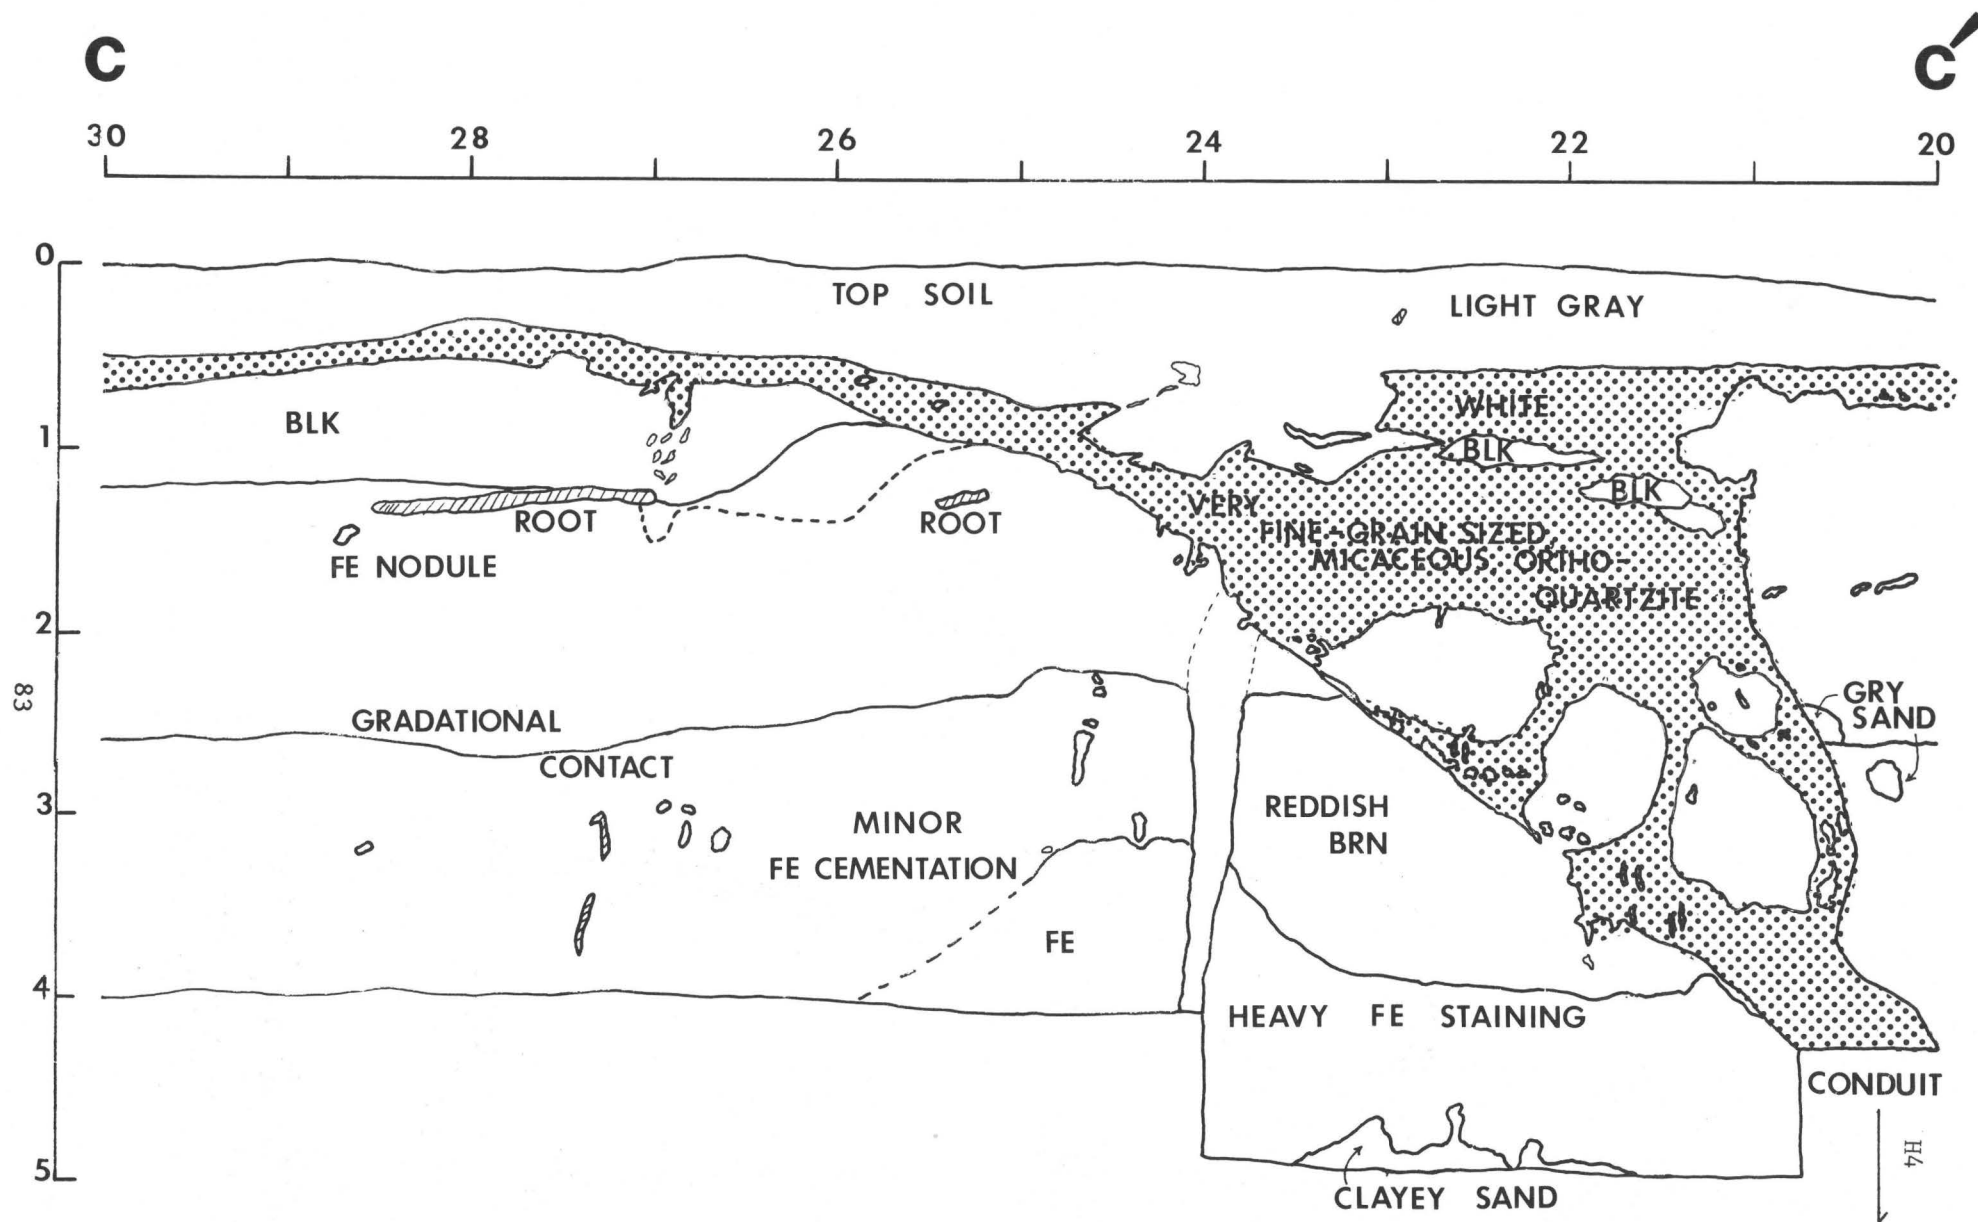 C C′
30 28 26 24 22 20
0
TOP SOIL
LIGHT GRAY
WHITE
BLK
1
BLK
BLK
VERY
ROOT
ROOT
FINE-GRAIN SIZED,
MICACEOUS, ORTHO-
FE NODULE
QUARTZITE
2
83
GRY
SAND
GRADATIONAL
CONTACT
3
MINOR
FE CEMENTATION
REDDISH
BRN
FE
4
HEAVY FE STAINING
CONDUIT
H4
5
CLAYEY SAND